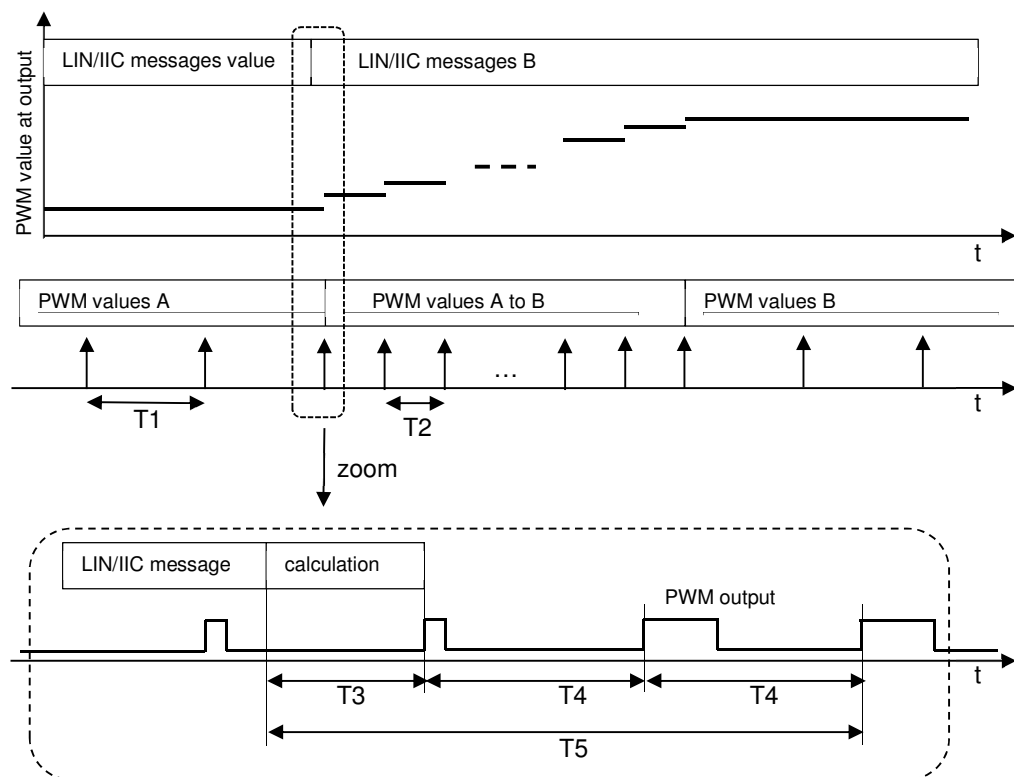 PWM value at output
LIN/IIC messages value
LIN/IIC messages B
t
PWM values A
PWM values A to B
PWM values B
...
t
T1
T2
zoom
LIN/IIC message
calculation
PWM output
t
T3
T4
T4
T5